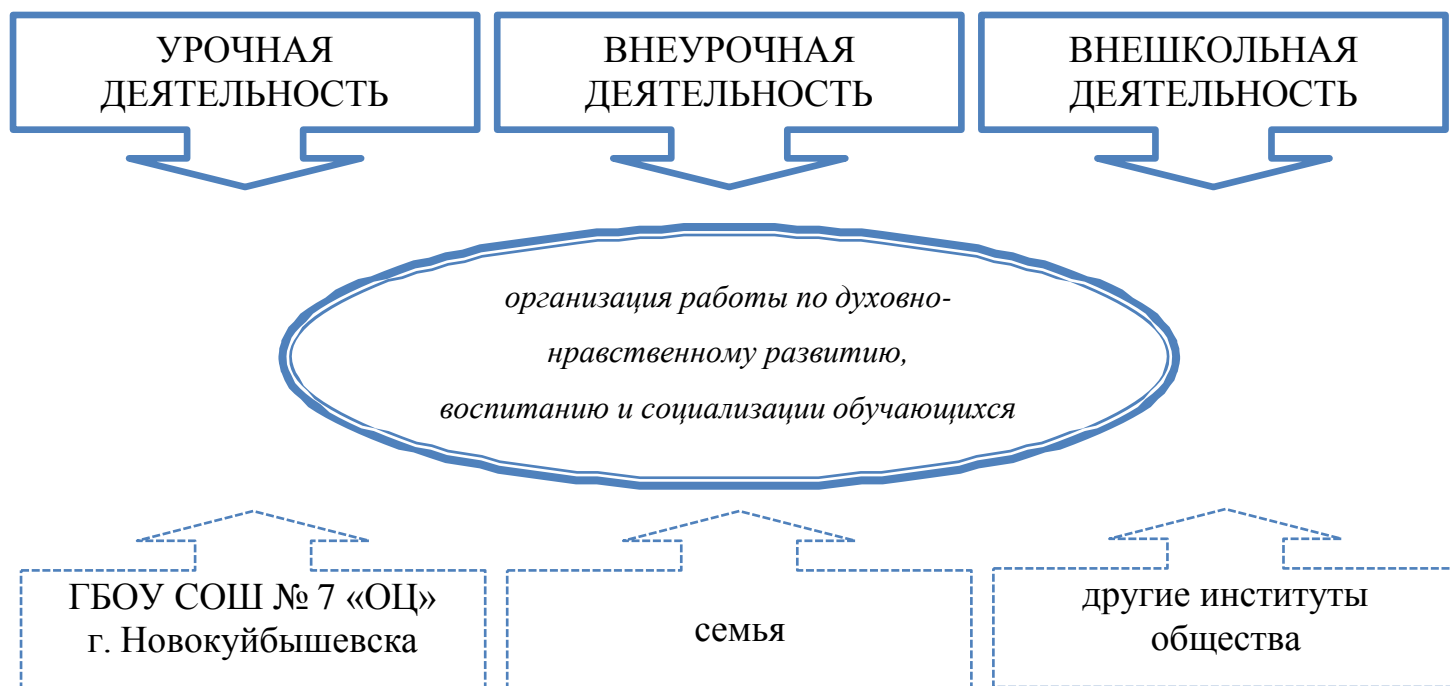 УРОЧНАЯ
ДЕЯТЕЛЬНОСТЬ
ВНЕУРОЧНАЯ
ДЕЯТЕЛЬНОСТЬ
ВНЕШКОЛЬНАЯ
ДЕЯТЕЛЬНОСТЬ
организация работы по духовно-
нравственному развитию,
воспитанию и социализации обучающихся
ГБОУ СОШ № 7 «ОЦ»
г. Новокуйбышевска
семья
другие институты
общества